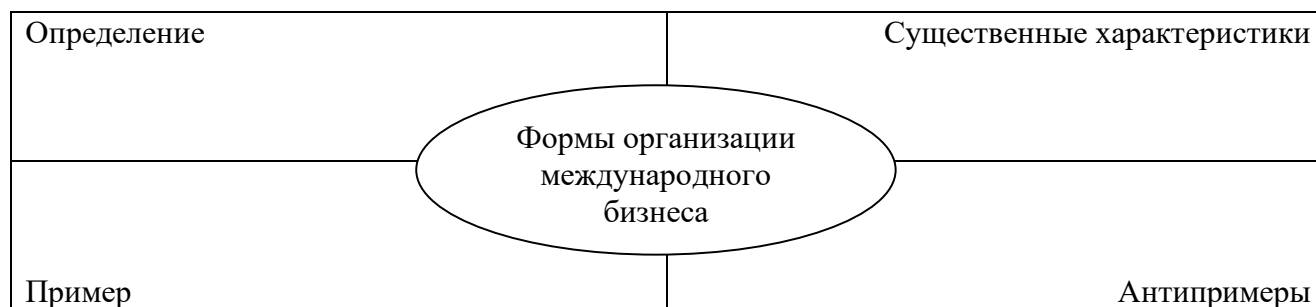 Определение
Существенные характеристики
Формы организации
международного
бизнеса
Пример
Антипримеры